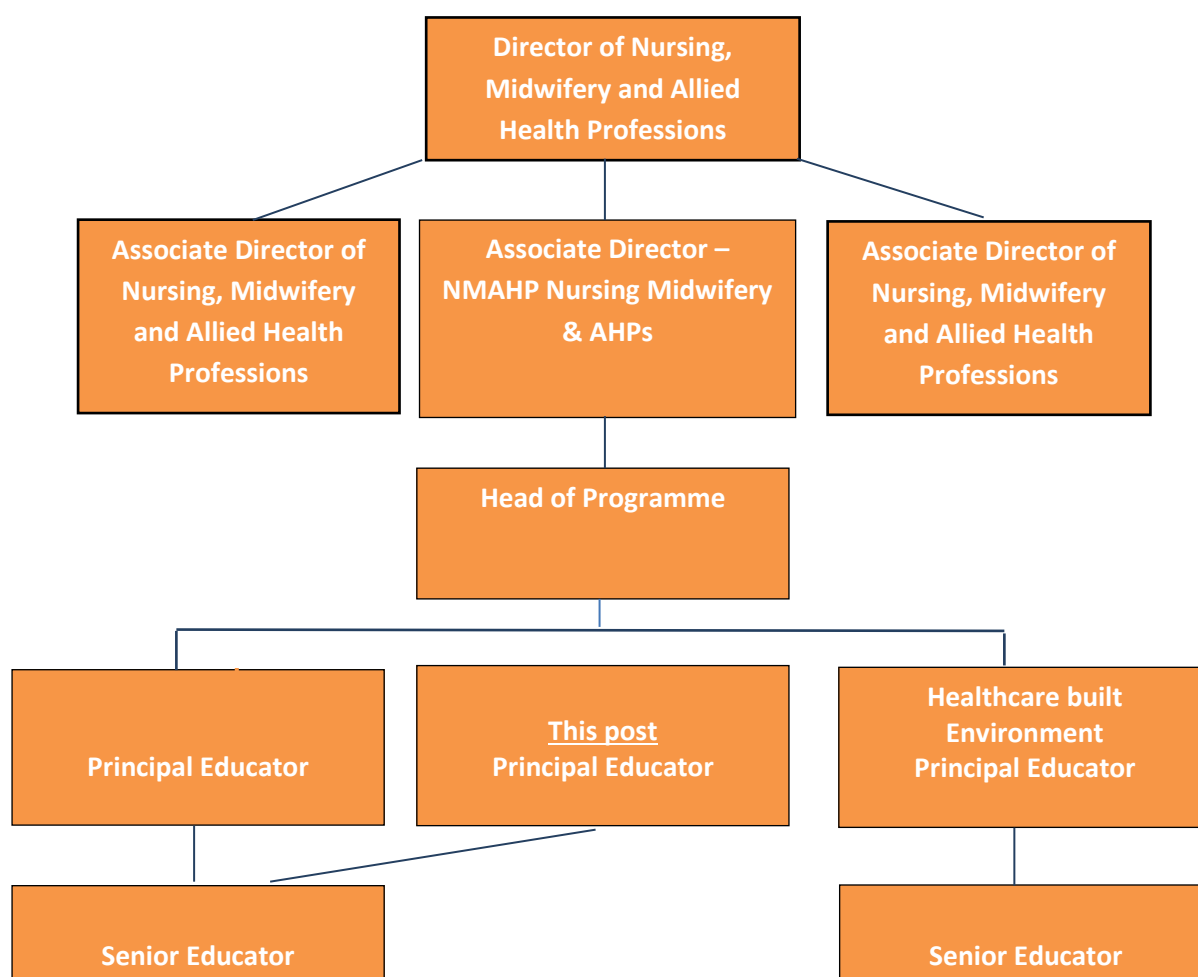 Director of Nursing,
Midwifery and Allied
Health Professions
Associate Director of
Nursing, Midwifery
and Allied Health
Professions
Associate Director –
NMAHP Nursing Midwifery
& AHPs
Associate Director of
Nursing, Midwifery
and Allied Health
Professions
Head of Programme
Principal Educator
This post
Principal Educator
Healthcare built
Environment
Principal Educator
Senior Educator
Senior Educator